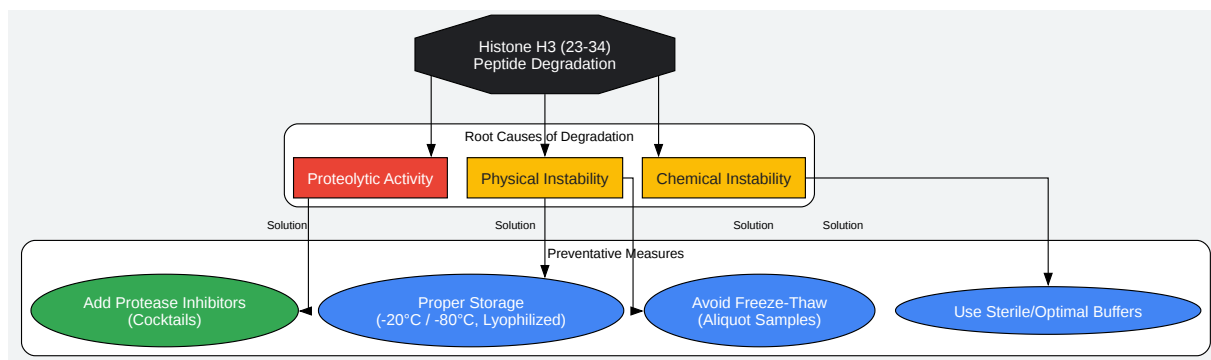 Histone H3 (23-34)
Peptide Degradation
Root Causes of Degradation
Proteolytic Activity
Physical Instability
Chemical Instability
Solution
Solution
Solution
Solution
Preventative Measures
Add Protease Inhibitors
(Cocktails)
Proper Storage
(-20°C / -80°C, Lyophilized)
Avoid Freeze-Thaw
(Aliquot Samples)
Use Sterile/Optimal Buffers